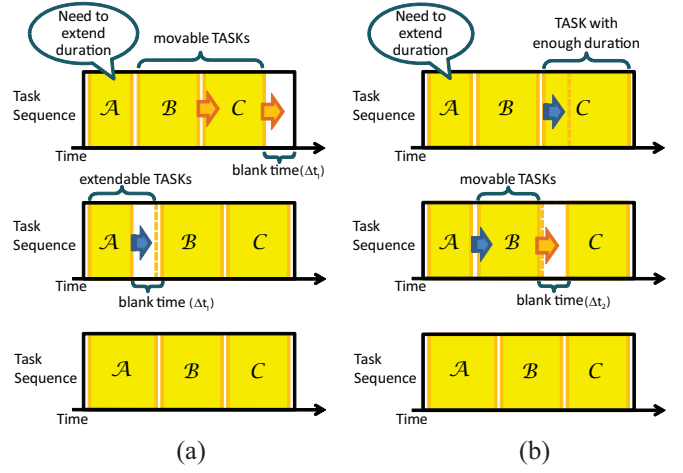 Need to
extend
duration
movable TASKs
Task
Sequence
A
B
C
Time
blank time(Δt₁)
extendable TASKs
Task
Sequence
A
B
C
Time
blank time (Δt₁)
Task
Sequence
A
B
C
Time
(a)
Need to
extend
duration
TASK with
enough duration
Task
Sequence
A
B
C
Time
movable TASKs
Task
Sequence
A
B
C
Time
blank time(Δt₂)
Task
Sequence
A
B
C
Time
(b)